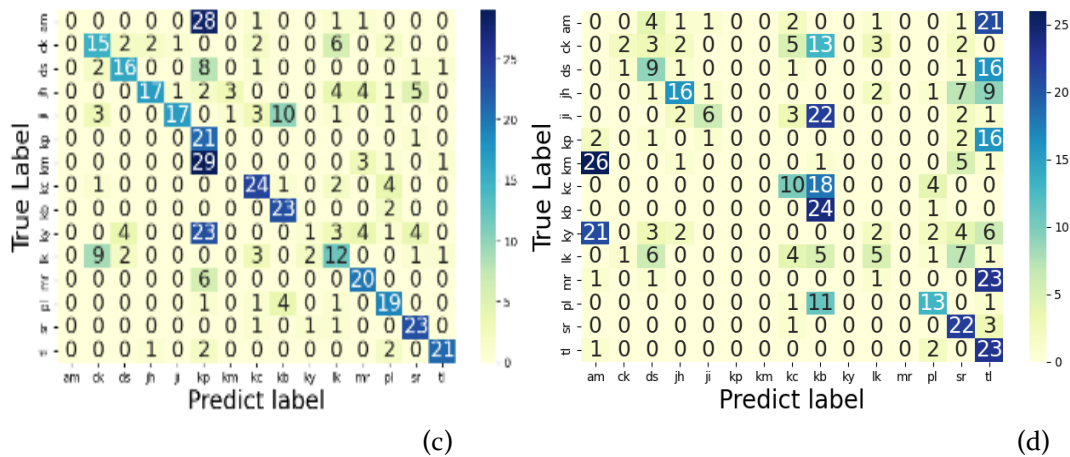 True Label
am 0 0 0 0 0 28 0 0 0 0 1 1 0 0 0
ck 0 15 2 2 1 0 0 2 0 0 6 0 2 0 0
ds 0 2 16 0 0 8 0 1 0 0 0 0 0 1 1
jh 0 0 0 17 1 2 3 0 0 0 4 4 1 5 0
ji 0 3 0 0 17 0 1 3 10 0 1 0 1 1 1
kp 0 0 0 0 0 21 0 0 0 0 0 0 0 0 0
km 0 0 0 0 0 29 0 0 0 0 0 3 0 1 1
kc 0 1 0 0 0 0 0 24 1 0 2 0 4 0 0
kb 0 0 0 0 0 0 0 0 23 0 0 0 2 0 0
ky 0 0 4 0 0 23 0 0 0 1 3 4 1 4 0
lk 0 9 2 0 0 0 0 3 0 2 12 0 0 1 1
mr 0 0 0 0 0 6 0 0 0 0 0 20 0 0 0
pl 0 0 0 0 0 1 0 1 4 0 1 0 19 0 0
sr 0 0 0 0 0 0 0 1 0 1 1 0 0 23 0
tl 0 0 0 1 0 2 0 0 0 0 0 0 2 0 21
am ck ds jh ji kp km kc kb ky lk mr pl sr tl
Predict label
25
20
15
10
5
0
(c)
True Label
am 0 0 4 1 1 0 0 2 0 0 0 0 0 1 21
ck 0 2 3 2 0 0 0 5 13 0 3 0 0 2 0
ds 0 1 9 1 0 0 0 1 0 0 0 0 0 1 16
jh 0 0 1 16 1 0 0 0 0 0 2 0 1 7 9
ji 0 0 1 2 6 0 0 3 22 0 0 0 1 2 1
kp 2 0 1 0 0 0 0 0 0 0 0 0 0 2 16
km 26 0 0 1 0 0 0 0 1 0 0 0 0 5 1
kc 0 0 0 0 0 0 0 10 18 0 0 0 4 0 0
kb 0 0 0 0 0 0 0 0 24 0 0 0 1 0 0
ky 21 0 3 2 0 0 0 0 0 0 2 0 2 4 6
lk 0 1 6 0 0 0 0 4 5 0 5 0 0 7 1
mr 1 0 1 0 0 0 0 0 0 0 1 0 0 0 23
pl 0 0 0 0 0 0 0 1 11 0 0 0 13 0 1
sr 0 0 0 0 0 0 0 1 0 0 0 0 0 22 3
tl 1 0 0 0 0 0 0 0 0 0 0 0 2 0 23
am ck ds jh ji kp km kc kb ky lk mr pl sr tl
Predict label
25
20
15
10
5
0
(d)